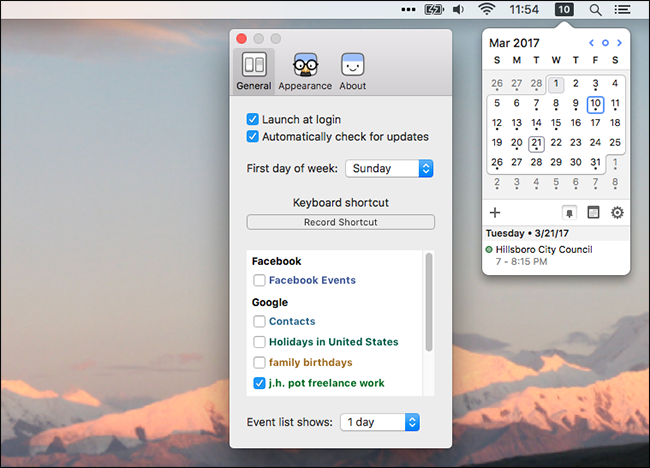 11:54 10
General Appearance About
Launch at login
Automatically check for updates
First day of week: Sunday
Keyboard shortcut
Record Shortcut
Facebook
Facebook Events
Google
Contacts
Holidays in United States
family birthdays
j.h. pot freelance work
Event list shows: 1 day
Mar 2017
S M T W T F S
26 27 28 1 2 3 4
5 6 7 8 9 10 11
12 13 14 15 16 17 18
19 20 21 22 23 24 25
26 27 28 29 30 31 1
2 3 4 5 6 7 8
Tuesday • 3/21/17
Hillsboro City Council
7 - 8:15 PM